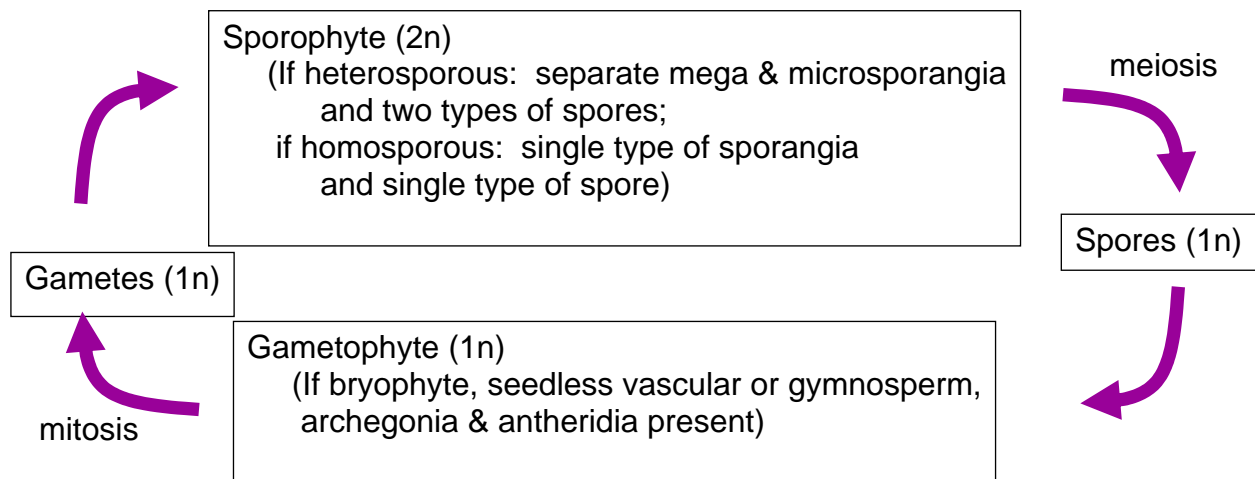 Sporophyte (2n)
(If heterosporous:  separate mega & microsporangia
and two types of spores;
if homosporous:  single type of sporangia
and single type of spore)
meiosis
Spores (1n)
Gametes (1n)
Gametophyte (1n)
(If bryophyte, seedless vascular or gymnosperm,
archegonia & antheridia present)
mitosis